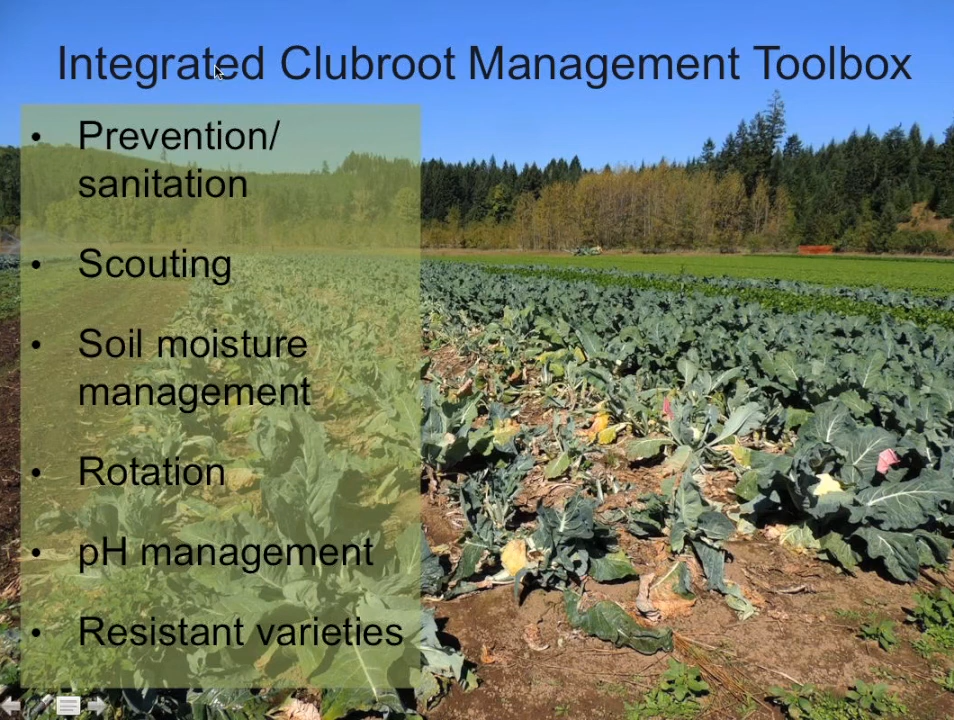 Integrated Clubroot Management Toolbox
• Prevention/
sanitation
• Scouting
• Soil moisture
management
• Rotation
• pH management
• Resistant varieties